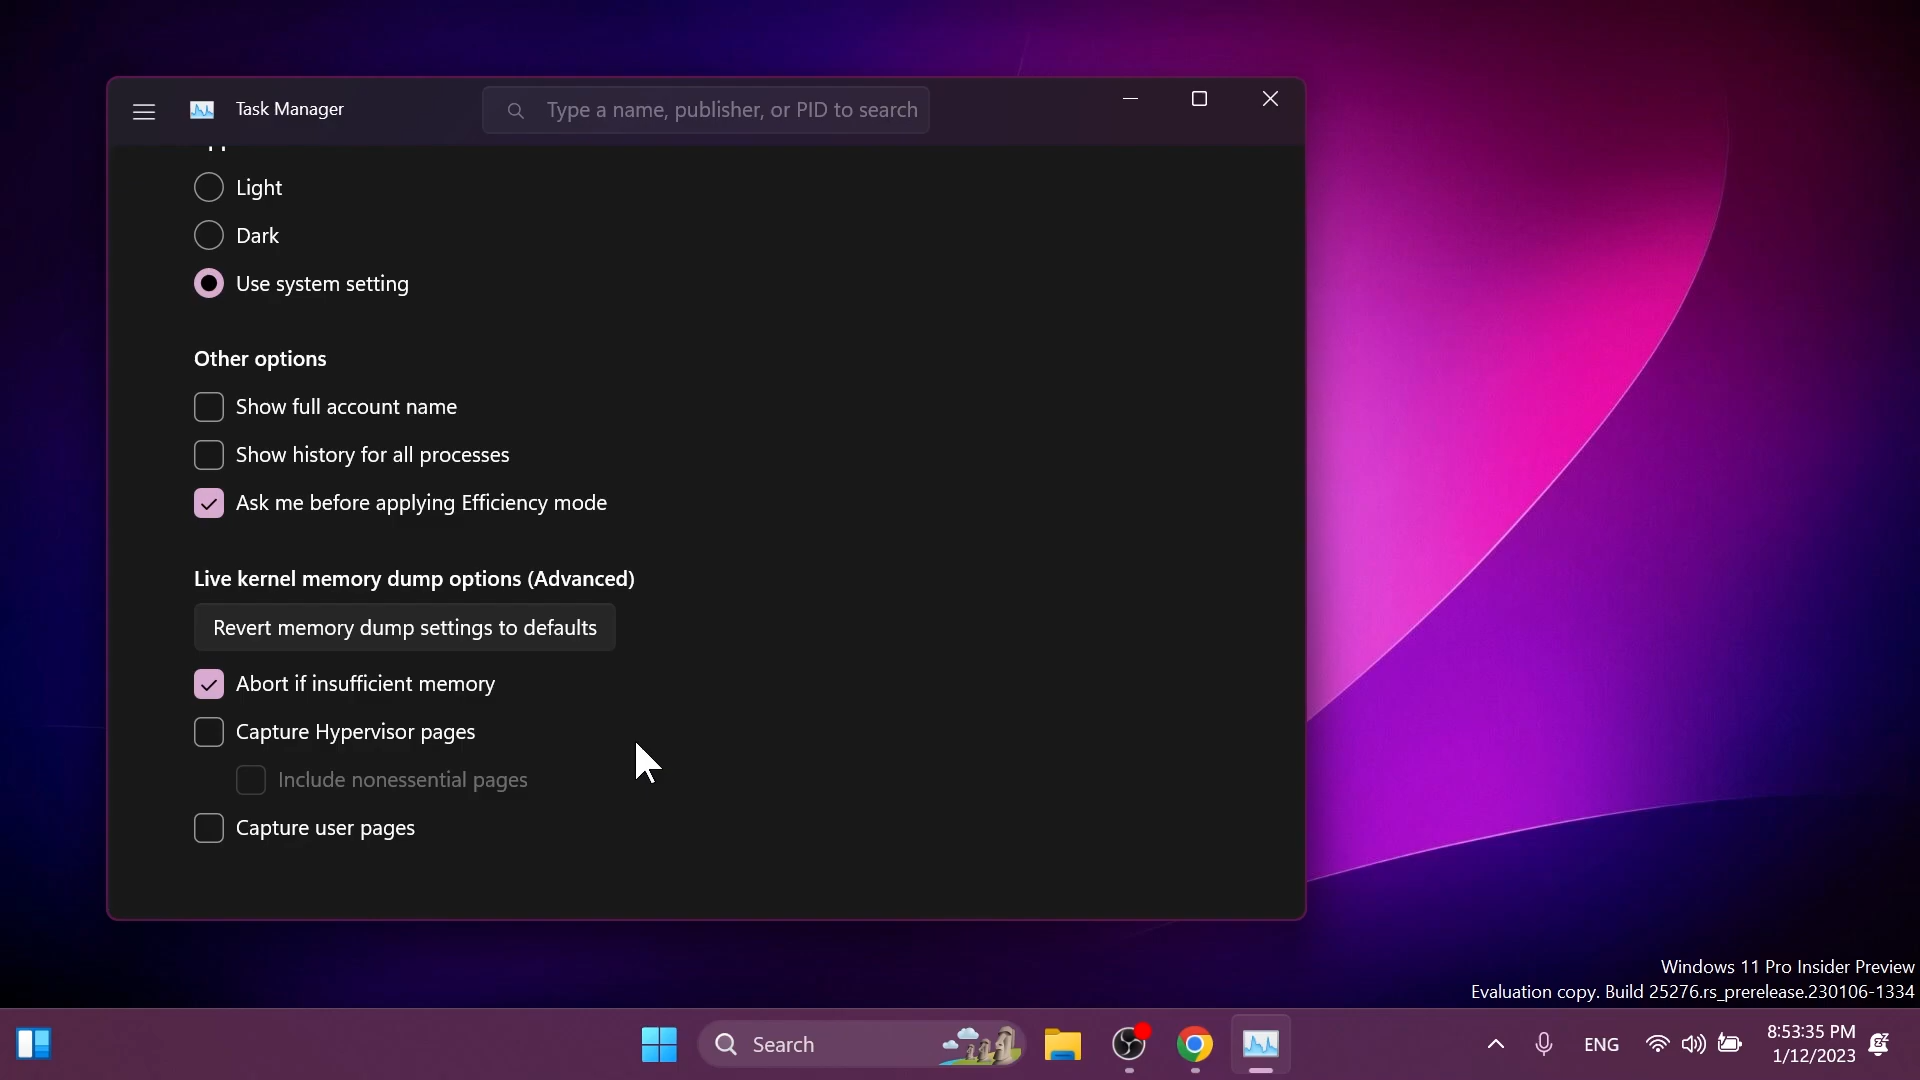 Task Manager
Type a name, publisher, or PID to search
Light
Dark
Use system setting
Other options
Show full account name
Show history for all processes
Ask me before applying Efficiency mode
Live kernel memory dump options (Advanced)
Revert memory dump settings to defaults
Abort if insufficient memory
Capture Hypervisor pages
Include nonessential pages
Capture user pages
Windows 11 Pro Insider Preview
Evaluation copy. Build 25276.rs_prerelease.230106-1334
Search
ENG
8:53:35 PM
1/12/2023